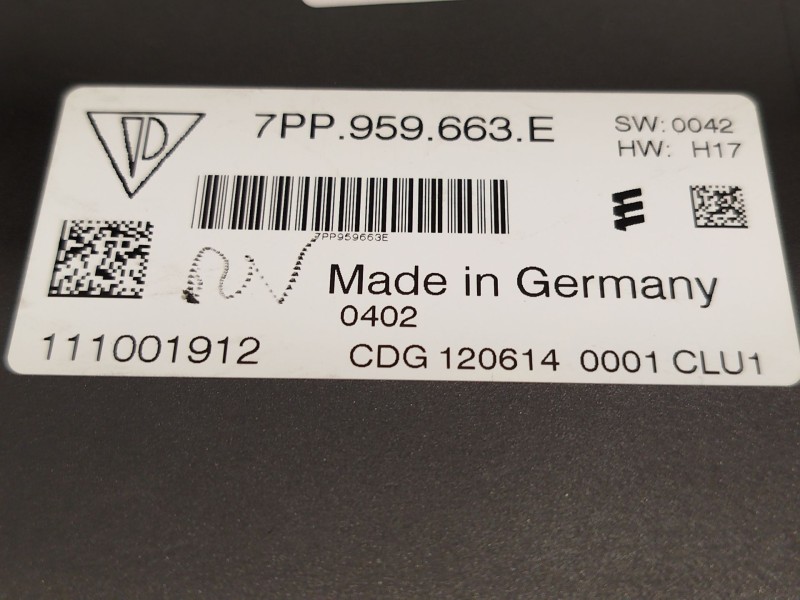 7PP.959.663.E
SW: 0042
HW: H17
7PP959663E
Made in Germany
0402
111001912
CDG 120614 0001 CLU1